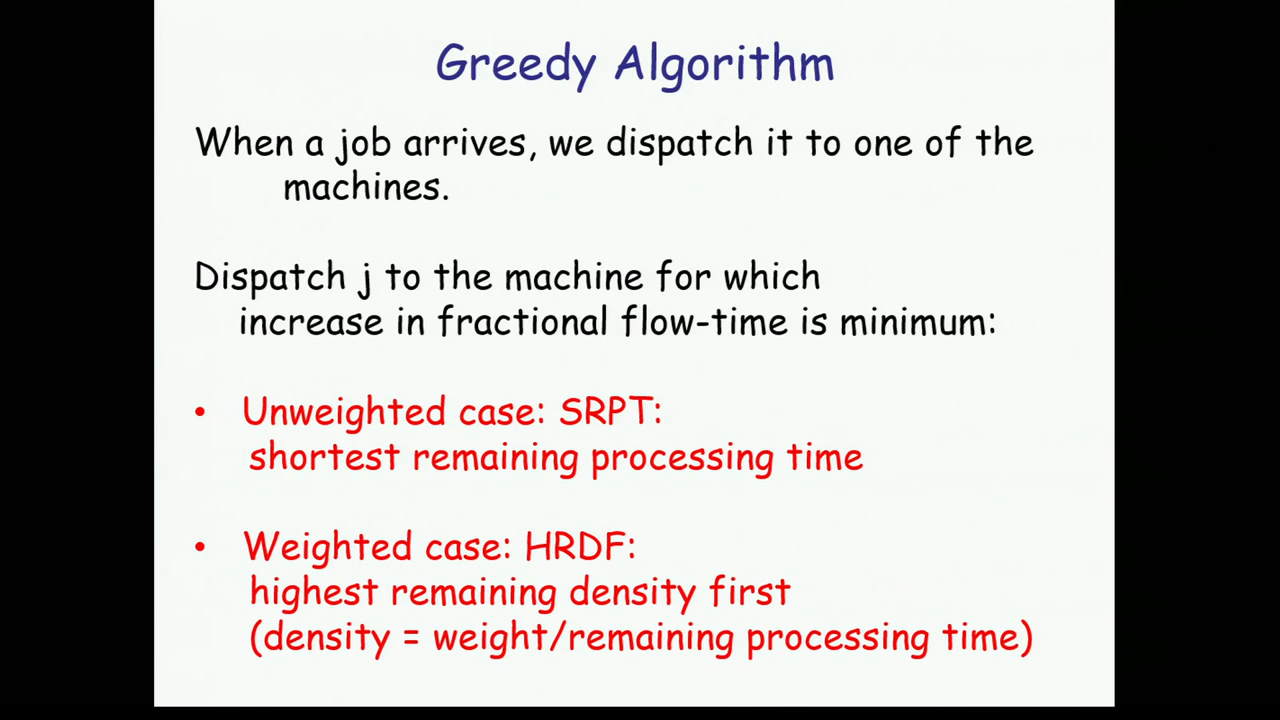 Greedy Algorithm
When a job arrives, we dispatch it to one of the
machines.
Dispatch j to the machine for which
increase in fractional flow-time is minimum:
• Unweighted case: SRPT:
shortest remaining processing time
• Weighted case: HRDF:
highest remaining density first
(density = weight/remaining processing time)